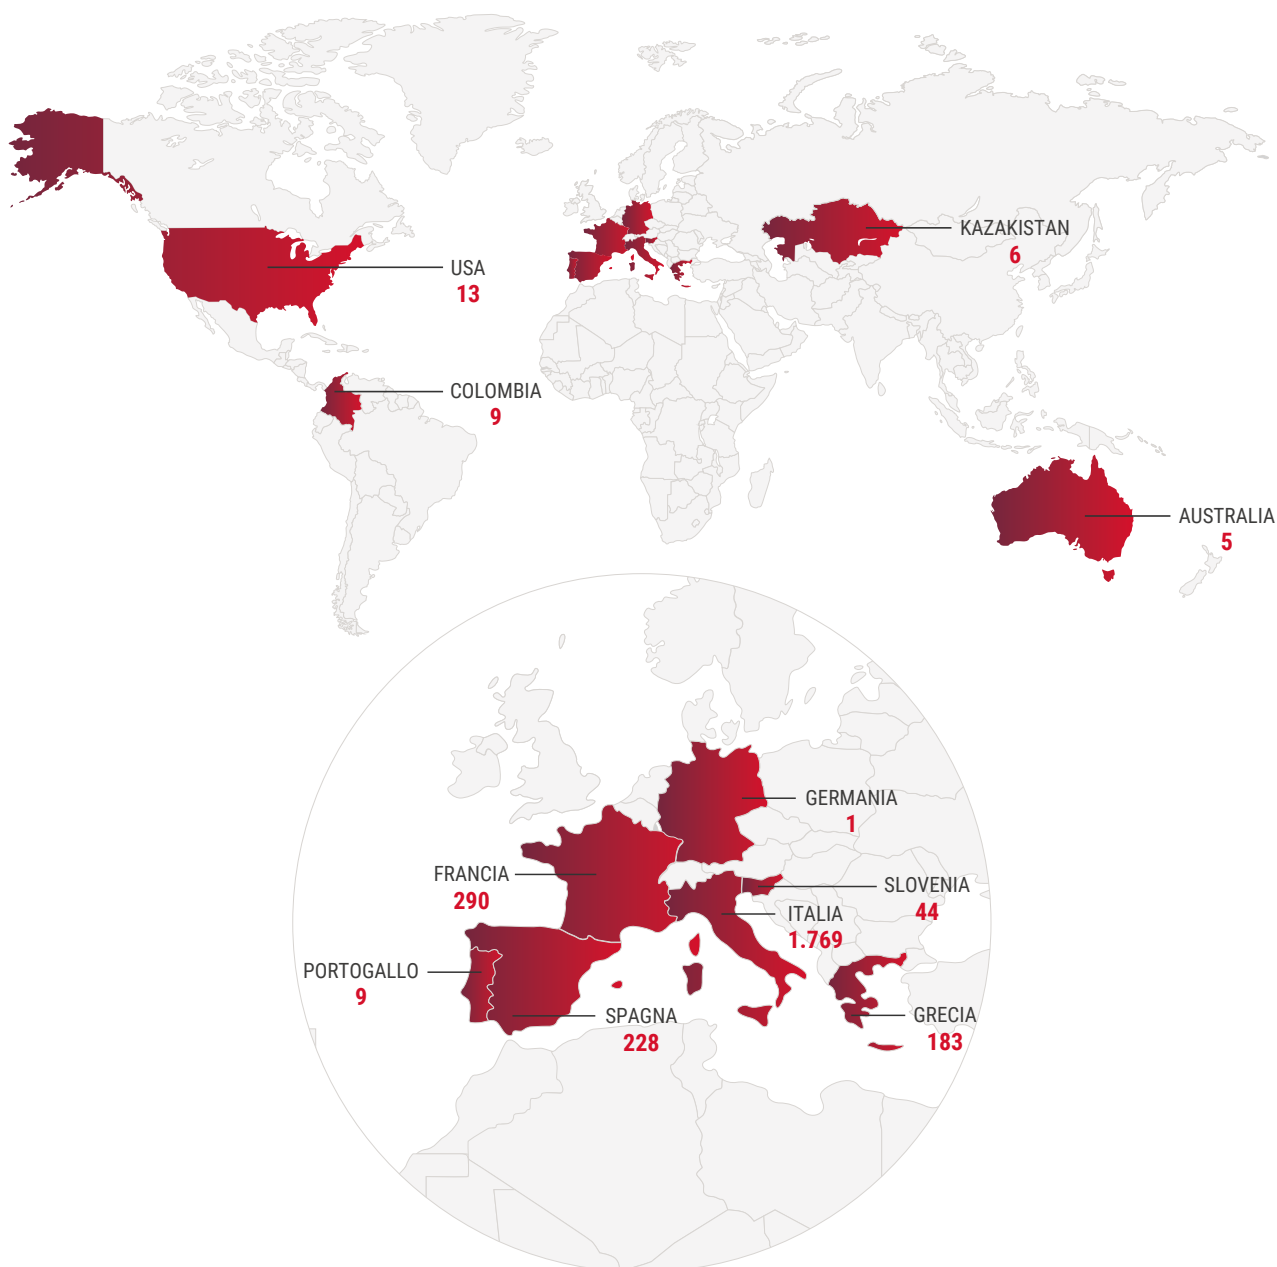 KAZAKISTAN
6
USA
13
COLOMBIA
9
AUSTRALIA
5
GERMANIA
1
FRANCIA
290
SLOVENIA
44
ITALIA
1.769
PORTOGALLO
9
SPAGNA
228
GRECIA
183